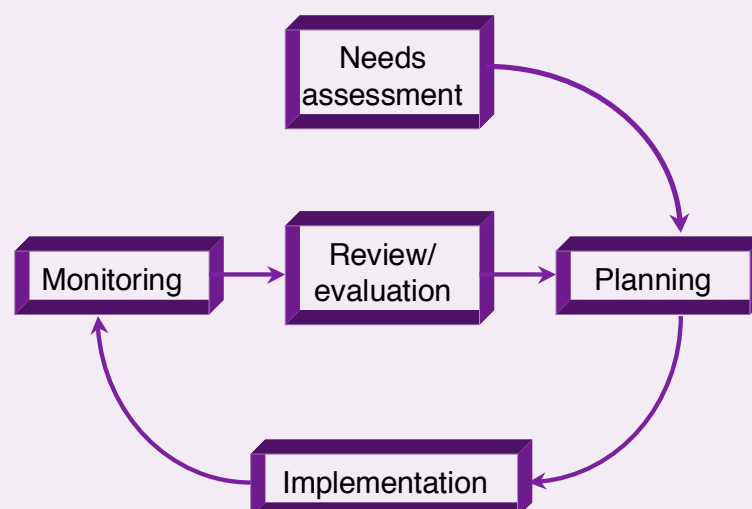 Needs
assessment
Monitoring
Review/
evaluation
Planning
Implementation